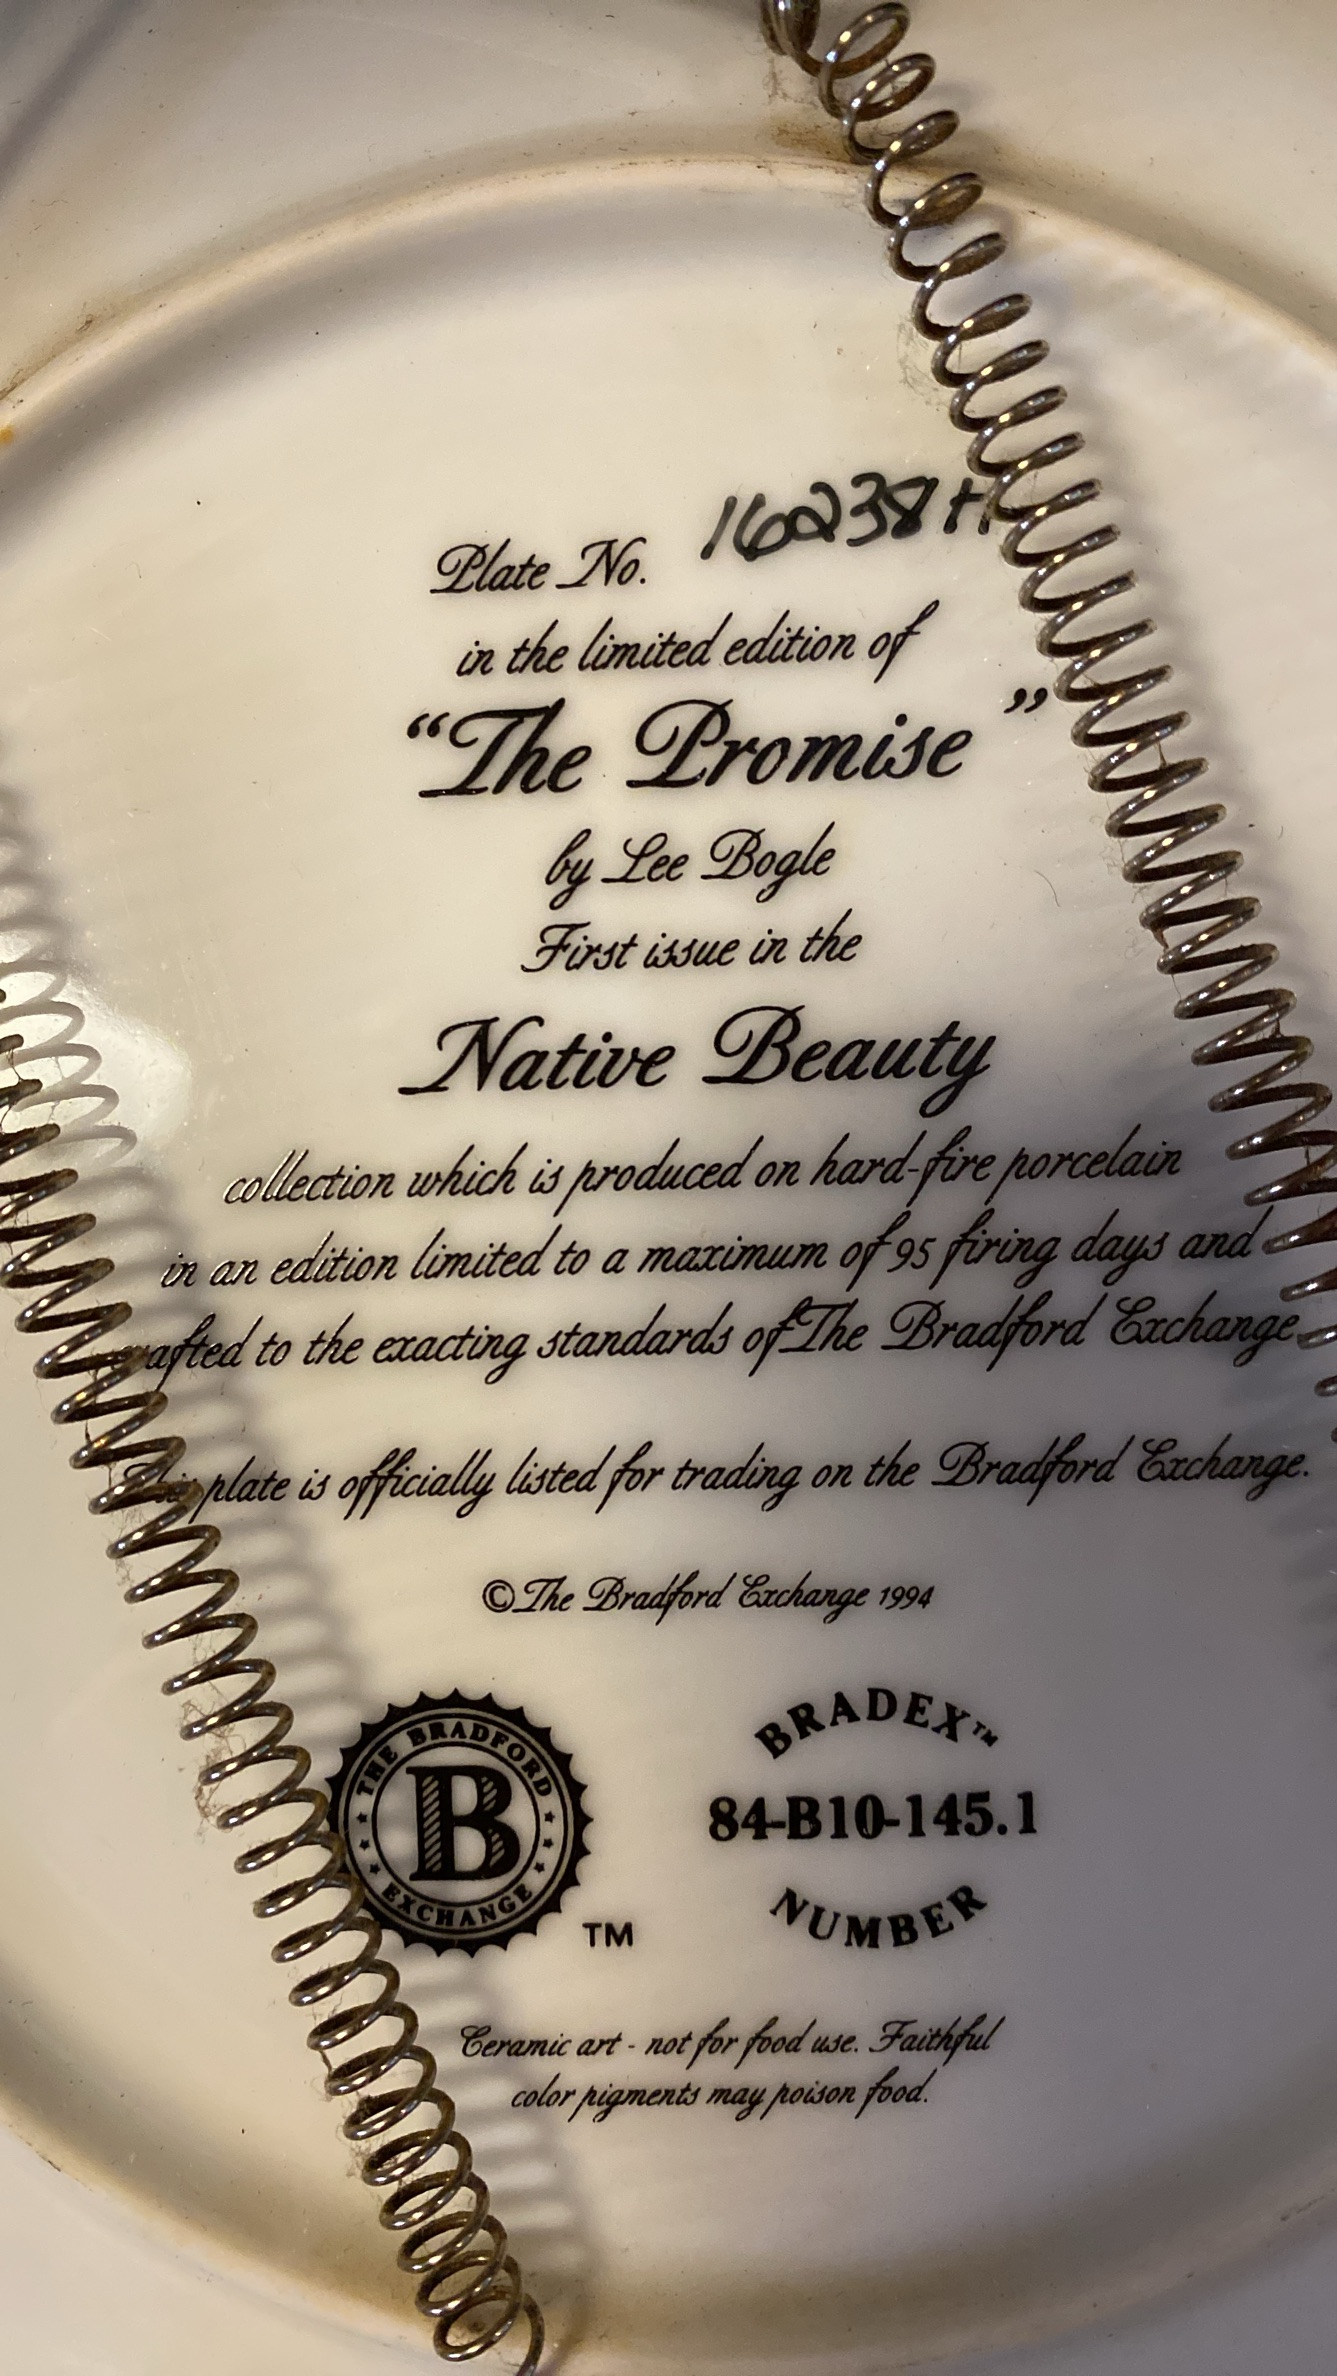 Plate No. 16238H
in the limited edition of
“The Promise”
by Lee Bogle
First issue in the
Native Beauty
collection which is produced on hard-fire porcelain
in an edition limited to a maximum of 95 firing days and
crafted to the exacting standards of The Bradford Exchange
This plate is officially listed for trading on the Bradford Exchange.
© The Bradford Exchange 1994
THE BRADFORD
B
EXCHANGE
TM
BRADEX™
84-B10-145.1
NUMBER
Ceramic art - not for food use. Faithful
color pigments may poison food.